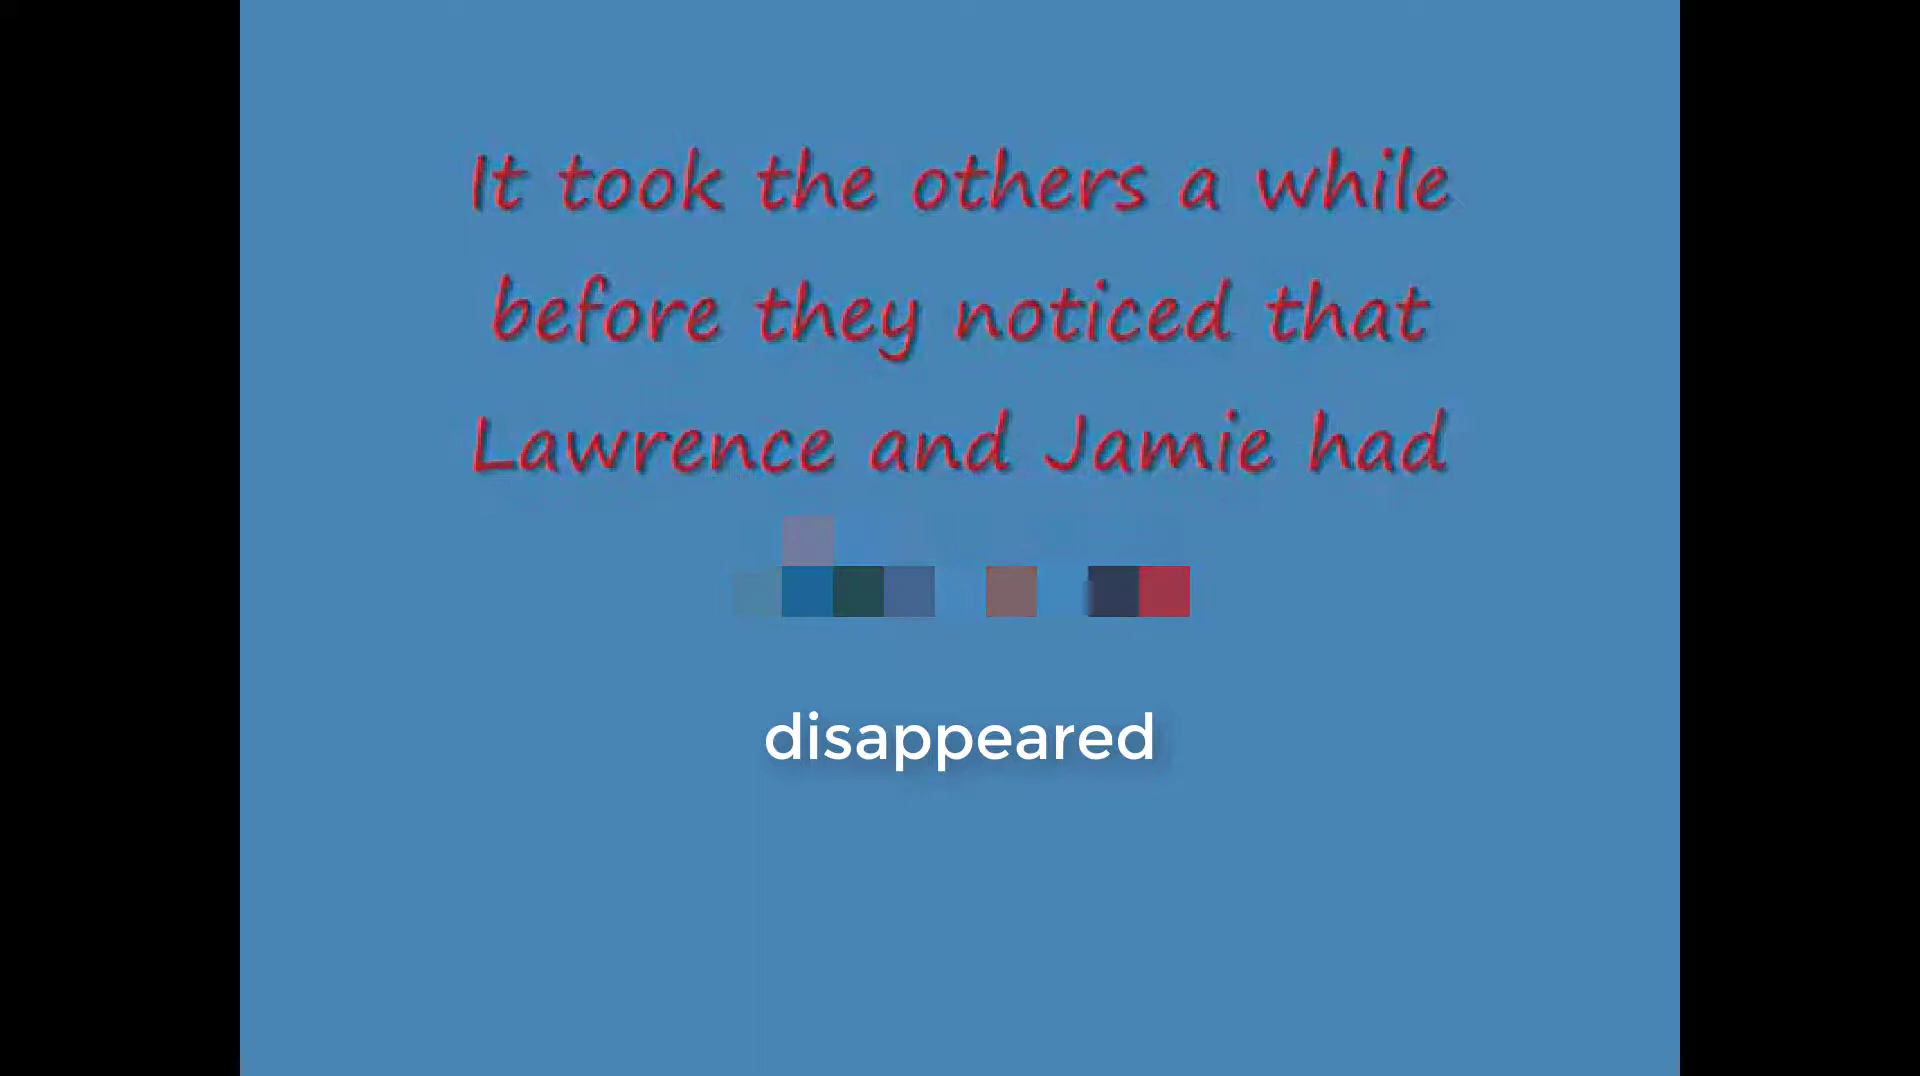 It took the others a while
before they noticed that
Lawrence and Jamie had
disappeared